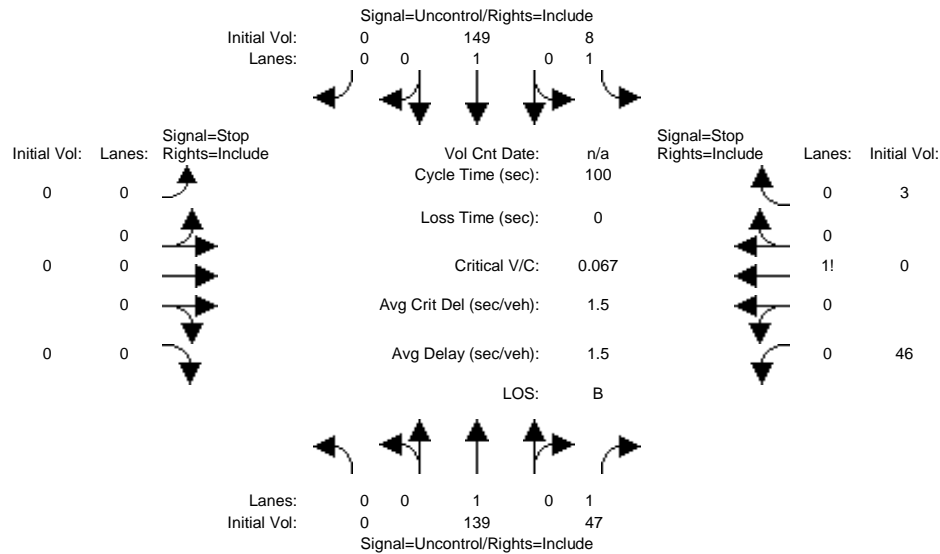 Signal=Uncontrol/Rights=Include
Initial Vol: 0 149 8
Lanes: 0 0 1 0 1
Signal=Stop Signal=Stop
Initial Vol: Lanes: Rights=Include Vol Cnt Date: n/a Rights=Include Lanes: Initial Vol:
Cycle Time (sec): 100
0 0 0 3
Loss Time (sec): 0
0 0
0 0 Critical V/C: 0.067 1! 0
0 Avg Crit Del (sec/veh): 1.5 0
0 0 Avg Delay (sec/veh): 1.5 0 46
LOS: B
Lanes: 0 0 1 0 1
Initial Vol: 0 139 47
Signal=Uncontrol/Rights=Include